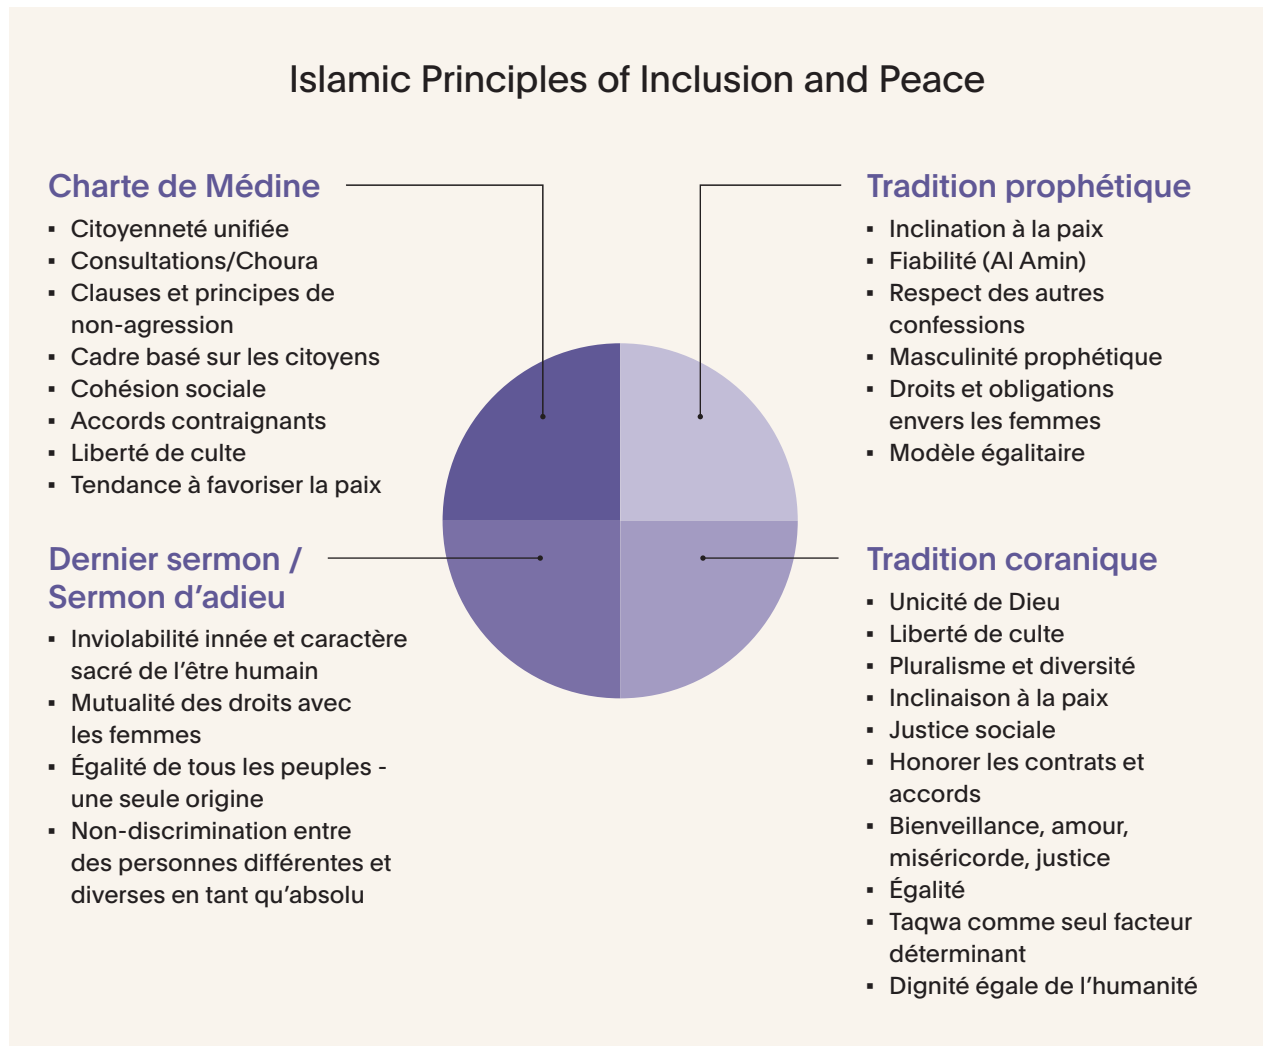 Islamic Principles of Inclusion and Peace
Charte de Médine
▪ Citoyenneté unifiée
▪ Consultations/Choura
▪ Clauses et principes de
non-agression
▪ Cadre basé sur les citoyens
▪ Cohésion sociale
▪ Accords contraignants
▪ Liberté de culte
▪ Tendance à favoriser la paix
Dernier sermon /
Sermon d’adieu
▪ Inviolabilité innée et caractère
sacré de l’être humain
▪ Mutualité des droits avec
les femmes
▪ Égalité de tous les peuples -
une seule origine
▪ Non-discrimination entre
des personnes différentes et
diverses en tant qu’absolu
Tradition prophétique
▪ Inclination à la paix
▪ Fiabilité (Al Amin)
▪ Respect des autres
confessions
▪ Masculinité prophétique
▪ Droits et obligations
envers les femmes
▪ Modèle égalitaire
Tradition coranique
▪ Unicité de Dieu
▪ Liberté de culte
▪ Pluralisme et diversité
▪ Inclinaison à la paix
▪ Justice sociale
▪ Honorer les contrats et
accords
▪ Bienveillance, amour,
miséricorde, justice
▪ Égalité
▪ Taqwa comme seul facteur
déterminant
▪ Dignité égale de l’humanité